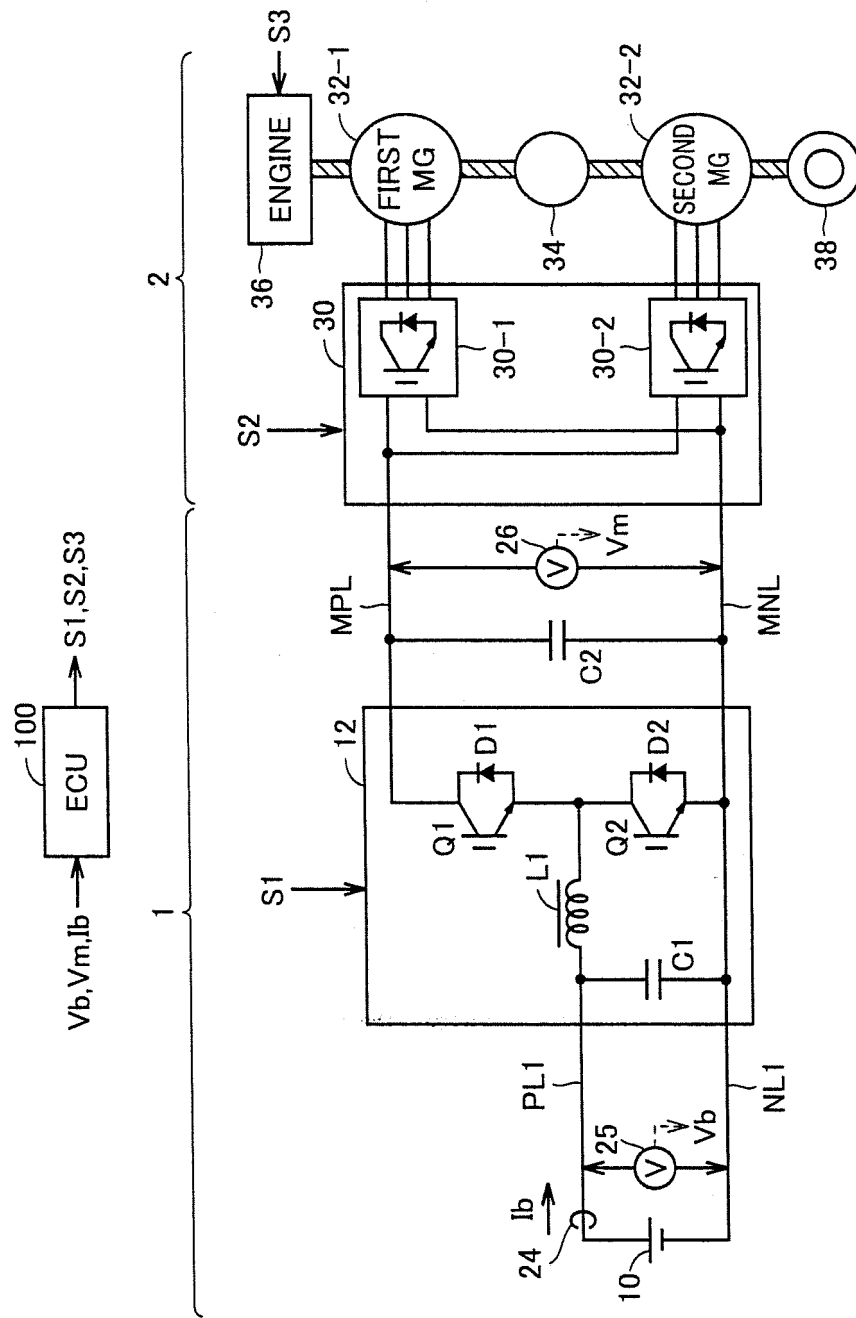 100
ECU
Vb,Vm,Ib
S1,S2,S3
1
2
S1
12
Q1
D1
L1
Q2
D2
C1
PL1
NL1
Ib
24
25
V
Vb
10
MPL
MNL
C2
26
V
Vm
S2
30
30-1
30-2
36
ENGINE
S3
32-1
FIRST
MG
34
32-2
SECOND
MG
38